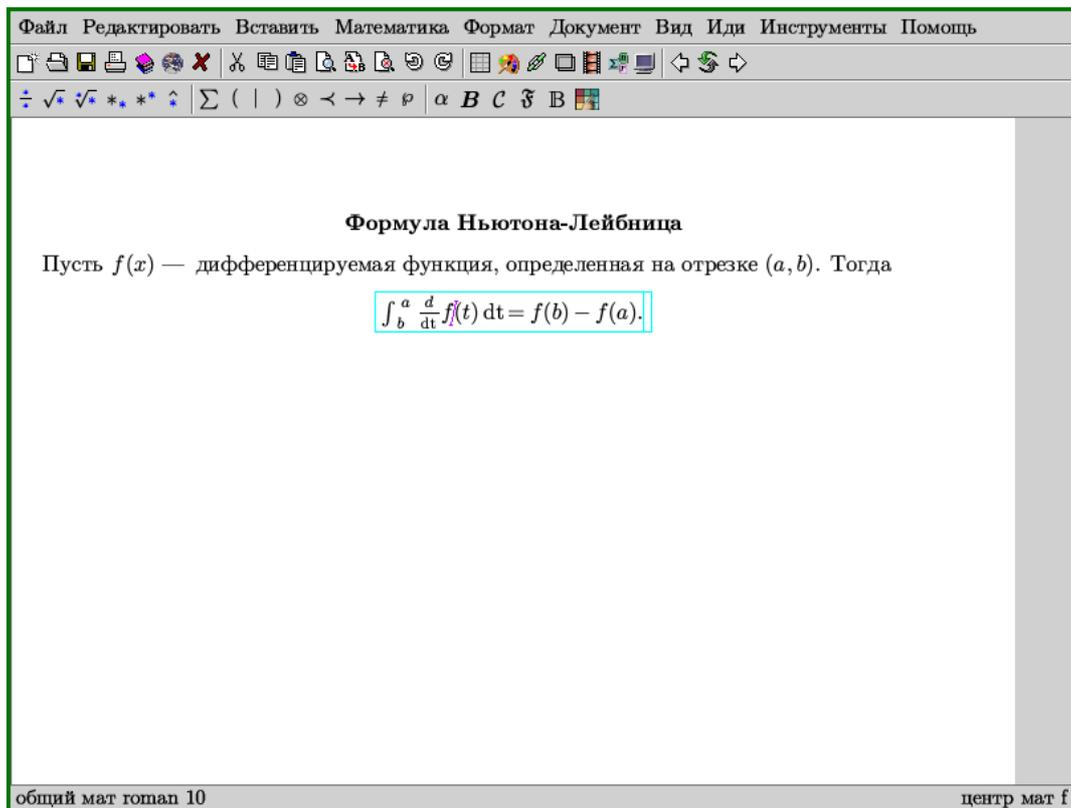 Файл Редактировать Вставить Математика Формат Документ Вид Иди Инструменты Помощь
÷ √* ∛* *⁎ ** *̂ ∑ ( | ) ⊗ ≺ → ≠ ℘ α B C F B
Формула Ньютона-Лейбница
Пусть f(x) — дифференцируемая функция, определенная на отрезке (a, b). Тогда
∫_b^a d/dt f(t) dt = f(b) − f(a).
общий мат roman 10 центр мат f